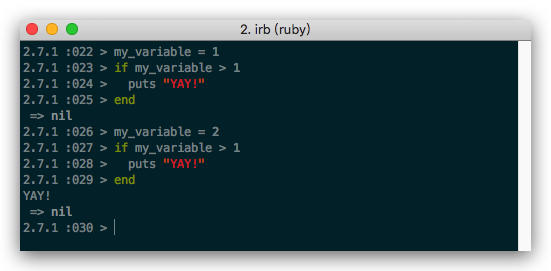 2. irb (ruby)
2.7.1 :022 > my_variable = 1
2.7.1 :023 > if my_variable > 1
2.7.1 :024 >   puts "YAY!"
2.7.1 :025 > end
 => nil
2.7.1 :026 > my_variable = 2
2.7.1 :027 > if my_variable > 1
2.7.1 :028 >   puts "YAY!"
2.7.1 :029 > end
YAY!
 => nil
2.7.1 :030 >